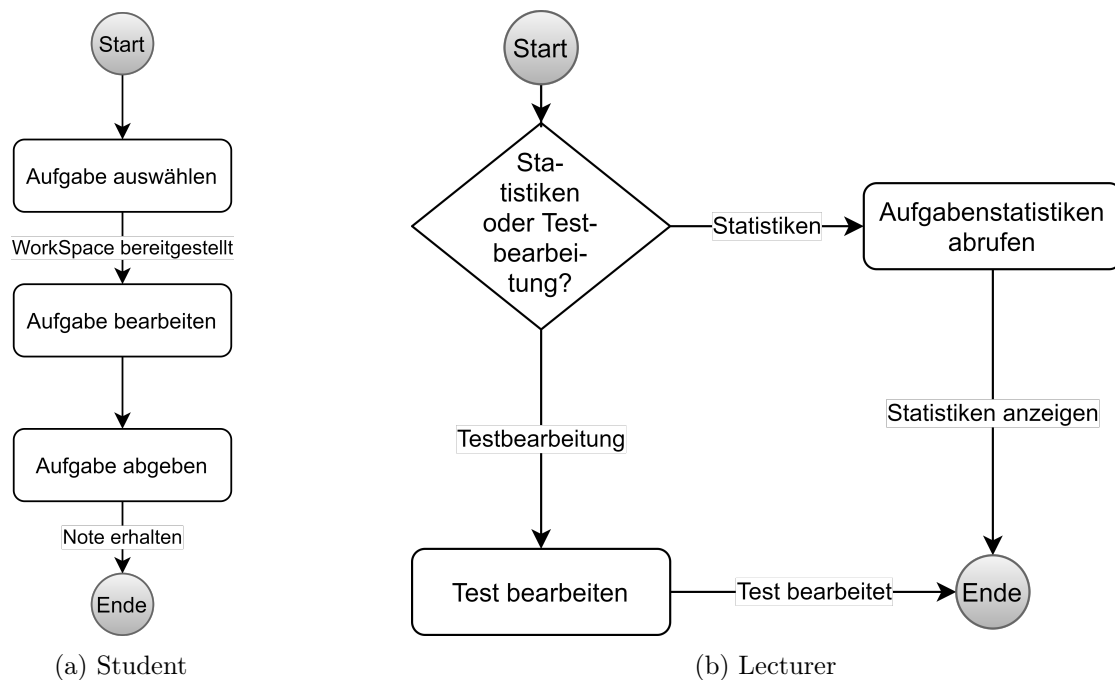 Start
Aufgabe auswählen
WorkSpace bereitgestellt
Aufgabe bearbeiten
Aufgabe abgeben
Note erhalten
Ende
(a) Student
Start
Sta-
tistiken
oder Test-
bearbei-
tung?
Statistiken
Aufgabenstatistiken
abrufen
Testbearbeitung
Statistiken anzeigen
Test bearbeiten
Test bearbeitet
Ende
(b) Lecturer